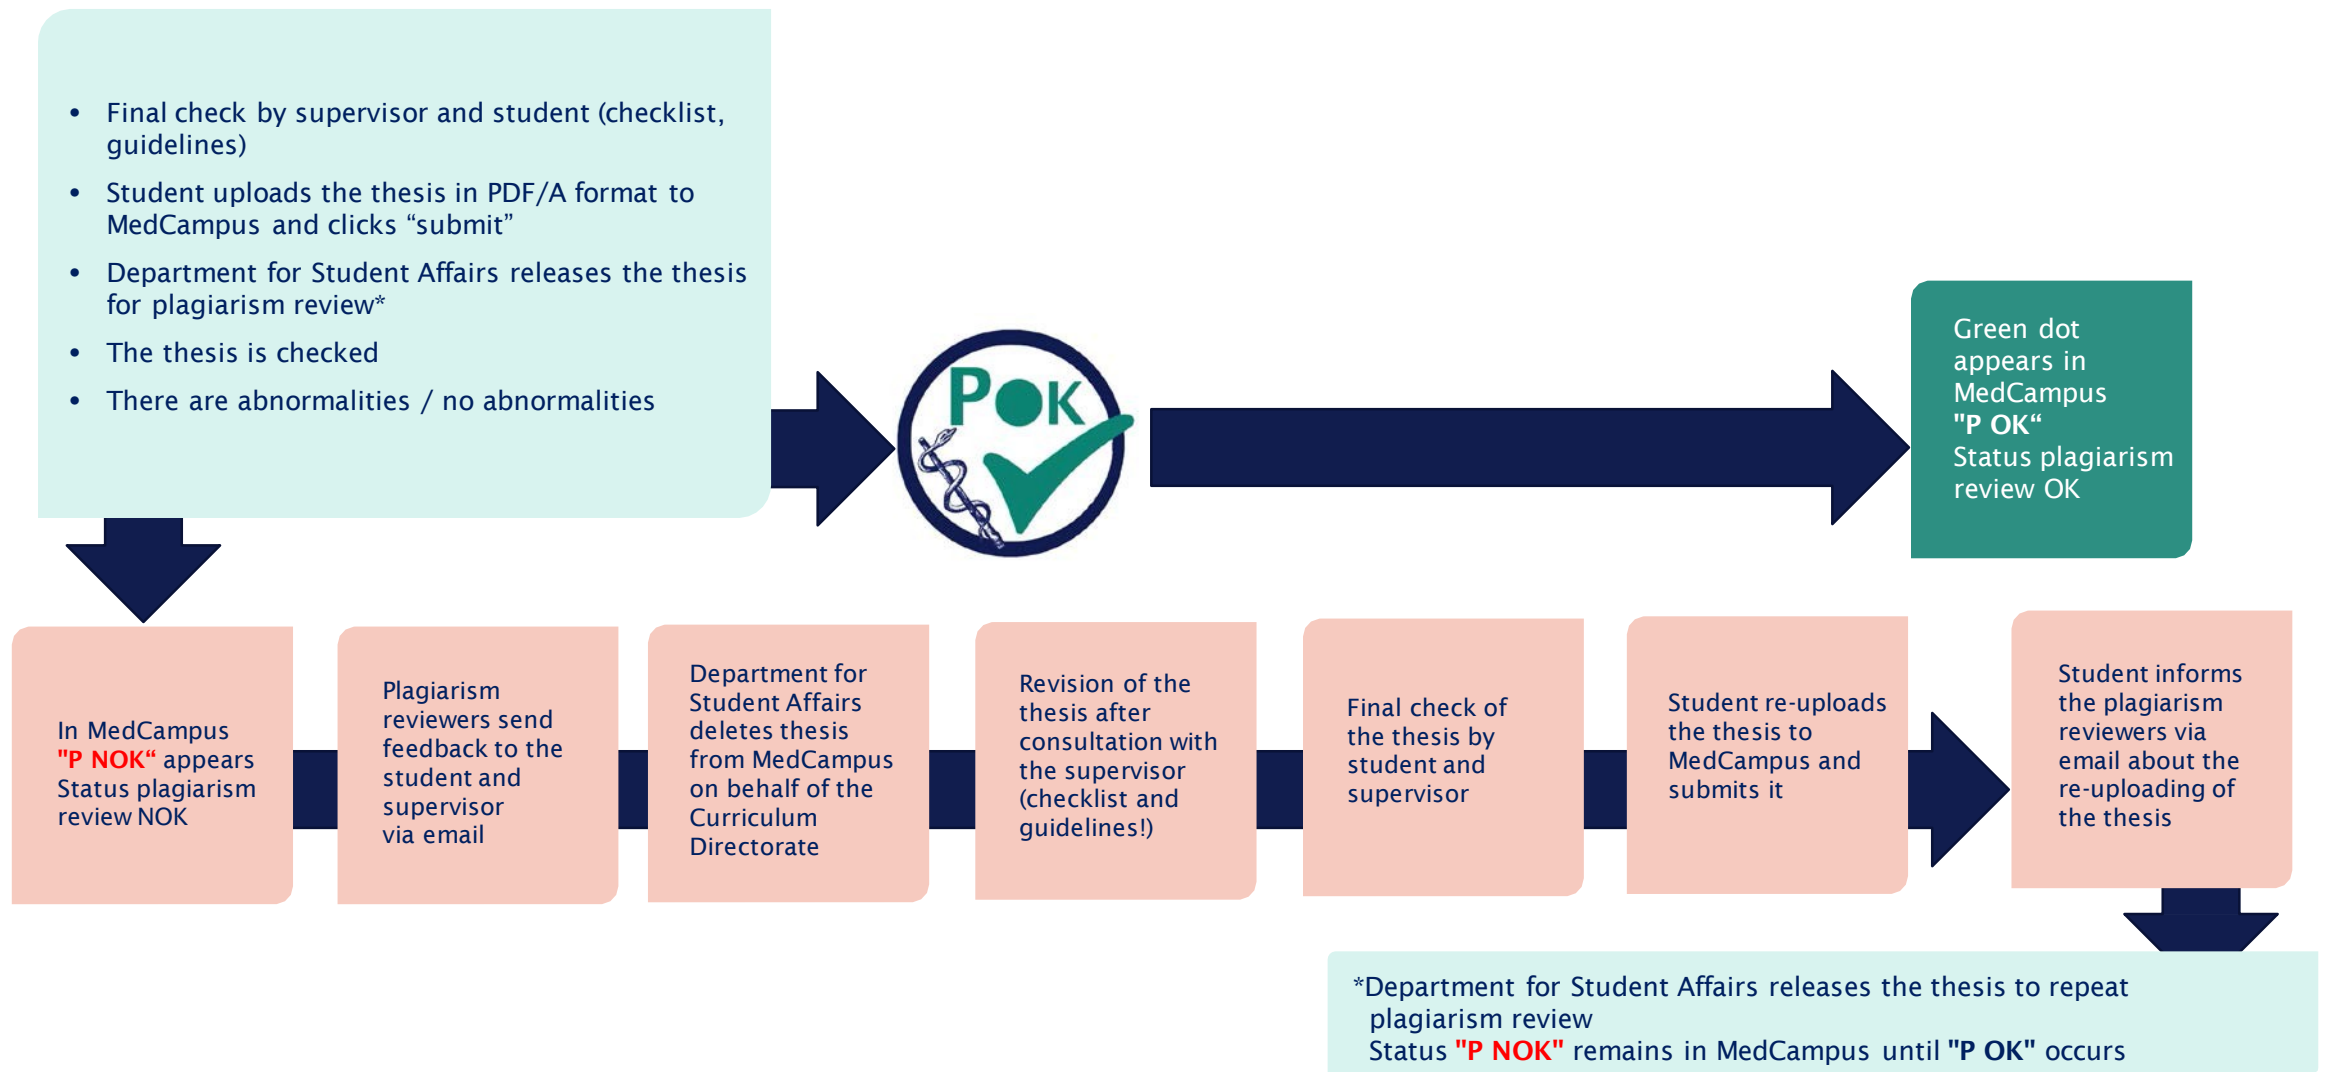 • Final check by supervisor and student (checklist,
guidelines)
• Student uploads the thesis in PDF/A format to
MedCampus and clicks “submit”
• Department for Student Affairs releases the thesis
for plagiarism review*
• The thesis is checked
• There are abnormalities / no abnormalities
POK
Green dot
appears in
MedCampus
"P OK“
Status plagiarism
review OK
In MedCampus
"P NOK“ appears
Status plagiarism
review NOK
Plagiarism
reviewers send
feedback to the
student and
supervisor
via email
Department for
Student Affairs
deletes thesis
from MedCampus
on behalf of the
Curriculum
Directorate
Revision of the
thesis after
consultation with
the supervisor
(checklist and
guidelines!)
Final check of
the thesis by
student and
supervisor
Student re-uploads
the thesis to
MedCampus and
submits it
Student informs
the plagiarism
reviewers via
email about the
re-uploading of
the thesis
*Department for Student Affairs releases the thesis to repeat
plagiarism review
Status "P NOK" remains in MedCampus until "P OK" occurs